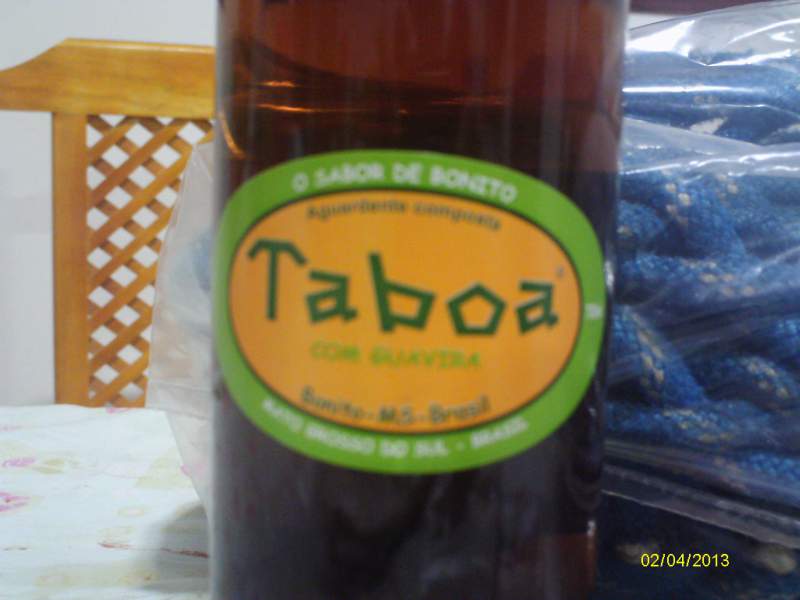 O SABOR DE BONITO
Aguardente composta
Taboa
COM GUAVIRA
Bonito-MS-Brasil
MATO GROSSO DO SUL - BRASIL
02/04/2013